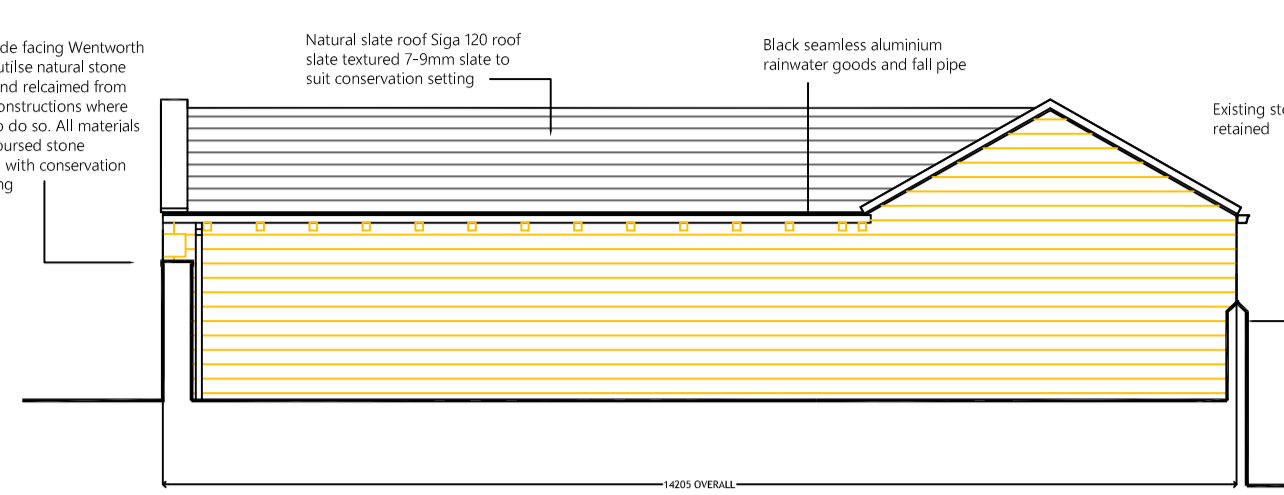 de facing Wentworth
utilse natural stone
nd relcaimed from
onstructions where
o do so. All materials
oursed stone
with conservation
ng
Natural slate roof Siga 120 roof
slate textured 7-9mm slate to
suit conservation setting
Black seamless aluminium
rainwater goods and fall pipe
Existing sto
retained
14205 OVERALL